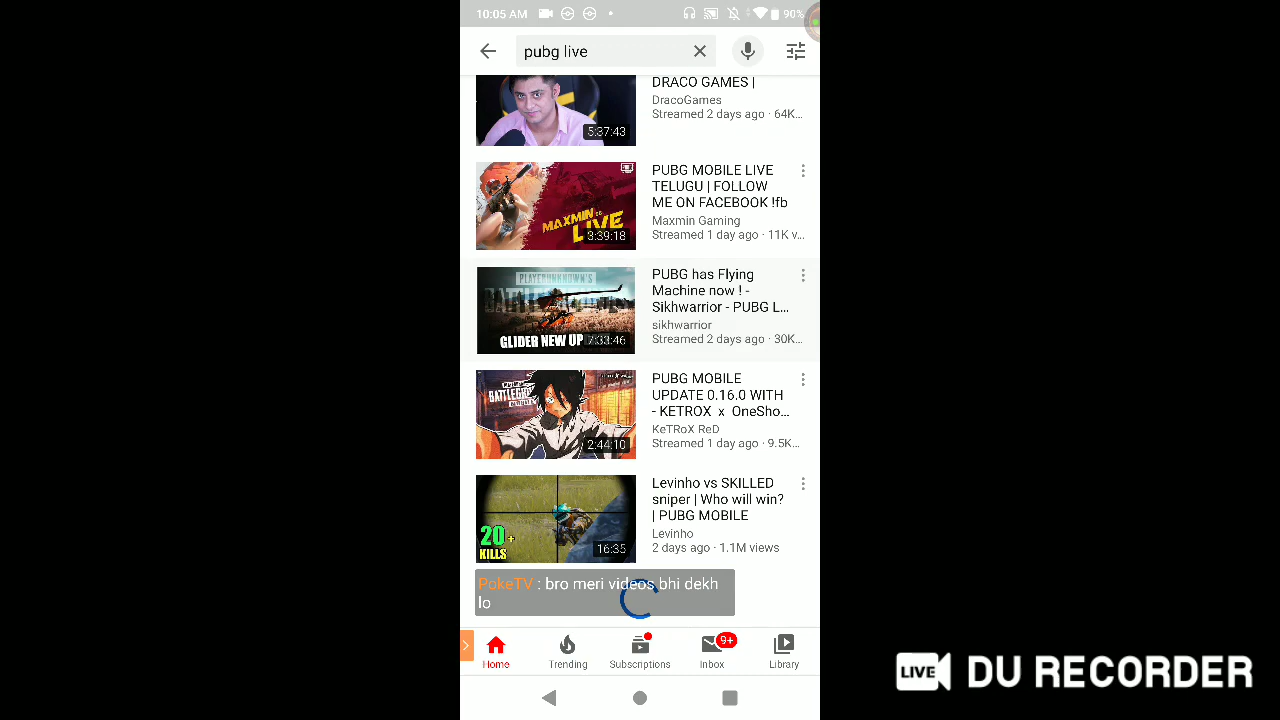 10:05 AM
90%
pubg live
DRACO GAMES |
DracoGames
Streamed 2 days ago · 64K...
5:37:43
PUBG MOBILE LIVE
TELUGU | FOLLOW
ME ON FACEBOOK !fb
Maxmin Gaming
Streamed 1 day ago · 11K v...
MAXMIN
LIVE
3:39:18
PUBG has Flying
Machine now ! -
Sikhwarrior - PUBG L...
sikhwarrior
Streamed 2 days ago · 30K...
PLAYERUNKNOWN'S
GLIDER NEW UP
7:33:46
PUBG MOBILE
UPDATE 0.16.0 WITH
- KETROX x OneSho...
KeTRoX ReD
Streamed 1 day ago · 9.5K...
2:44:10
Levinho vs SKILLED
sniper | Who will win?
| PUBG MOBILE
Levinho
2 days ago · 1.1M views
20+
KILLS
16:35
PokeTV : bro meri videos bhi dekh
lo
9+
Home
Trending
Subscriptions
Inbox
Library
LIVE DU RECORDER